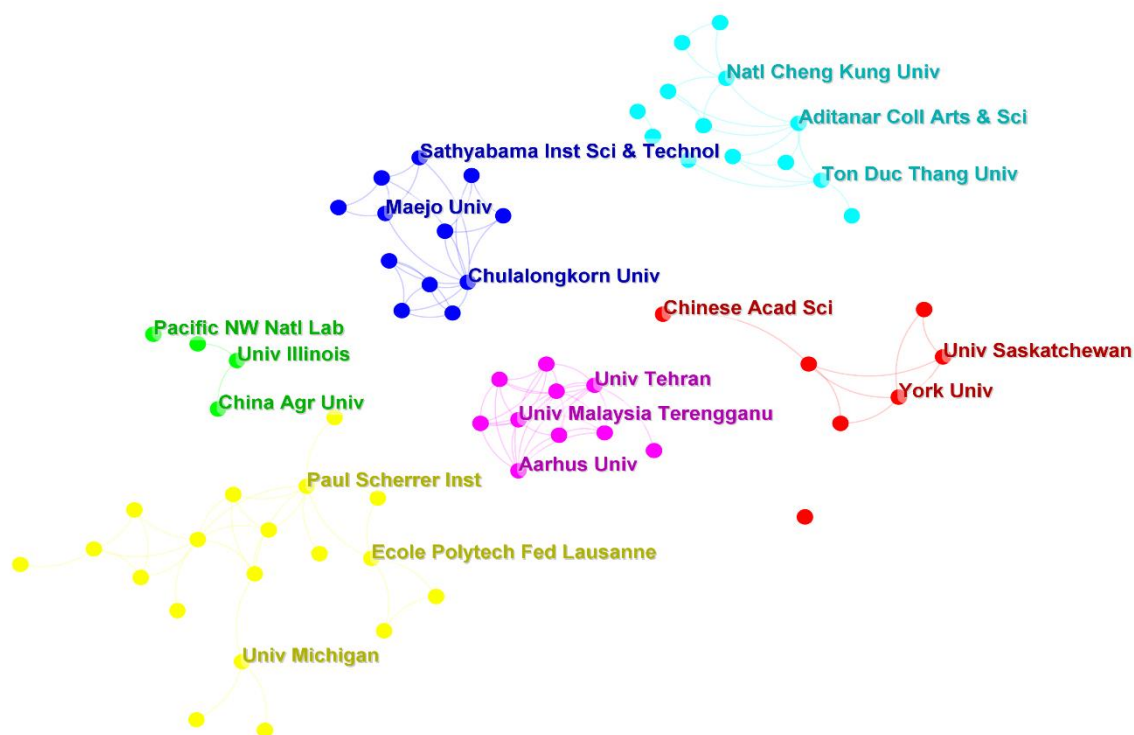 Natl Cheng Kung Univ
Aditanar Coll Arts & Sci
Sathyabama Inst Sci & Technol
Ton Duc Thang Univ
Maejo Univ
Chulalongkorn Univ
Chinese Acad Sci
Pacific NW Natl Lab
Univ Illinois
Univ Saskatchewan
Univ Tehran
York Univ
China Agr Univ
Univ Malaysia Terengganu
Aarhus Univ
Paul Scherrer Inst
Ecole Polytech Fed Lausanne
Univ Michigan